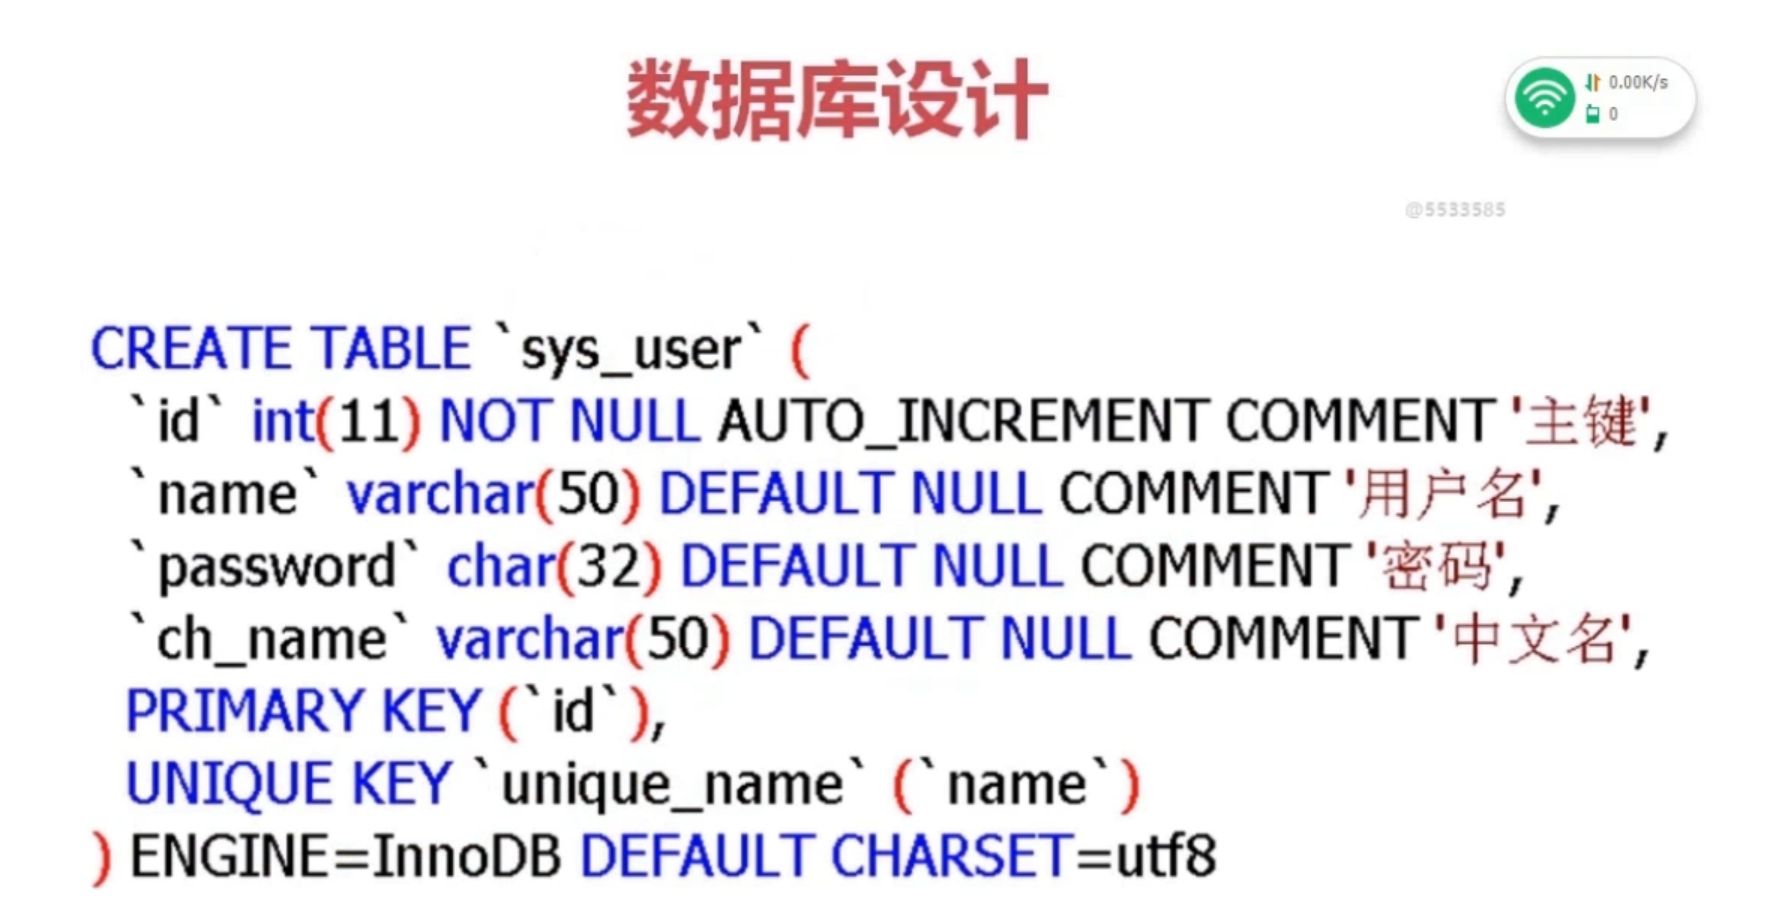 数据库设计
0.00K/s
0
@5533585
CREATE TABLE `sys_user` (
`id` int(11) NOT NULL AUTO_INCREMENT COMMENT '主键',
`name` varchar(50) DEFAULT NULL COMMENT '用户名',
`password` char(32) DEFAULT NULL COMMENT '密码',
`ch_name` varchar(50) DEFAULT NULL COMMENT '中文名',
PRIMARY KEY (`id`),
UNIQUE KEY `unique_name` (`name`)
) ENGINE=InnoDB DEFAULT CHARSET=utf8